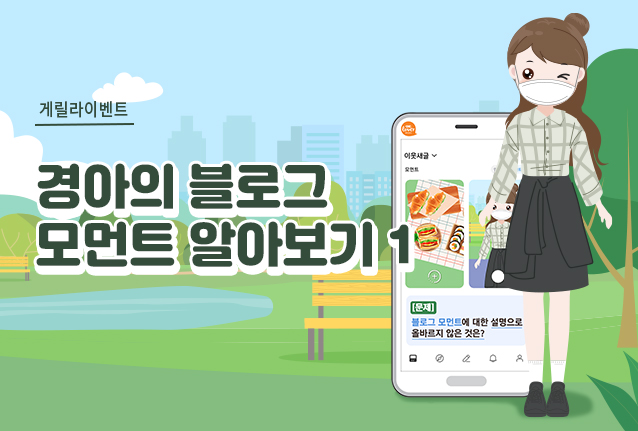 게릴라이벤트
경아의 블로그
모먼트 알아보기 1
이웃새글
모먼트
[문제]
블로그 모먼트에 대한 설명으로
올바르지 않은 것은?